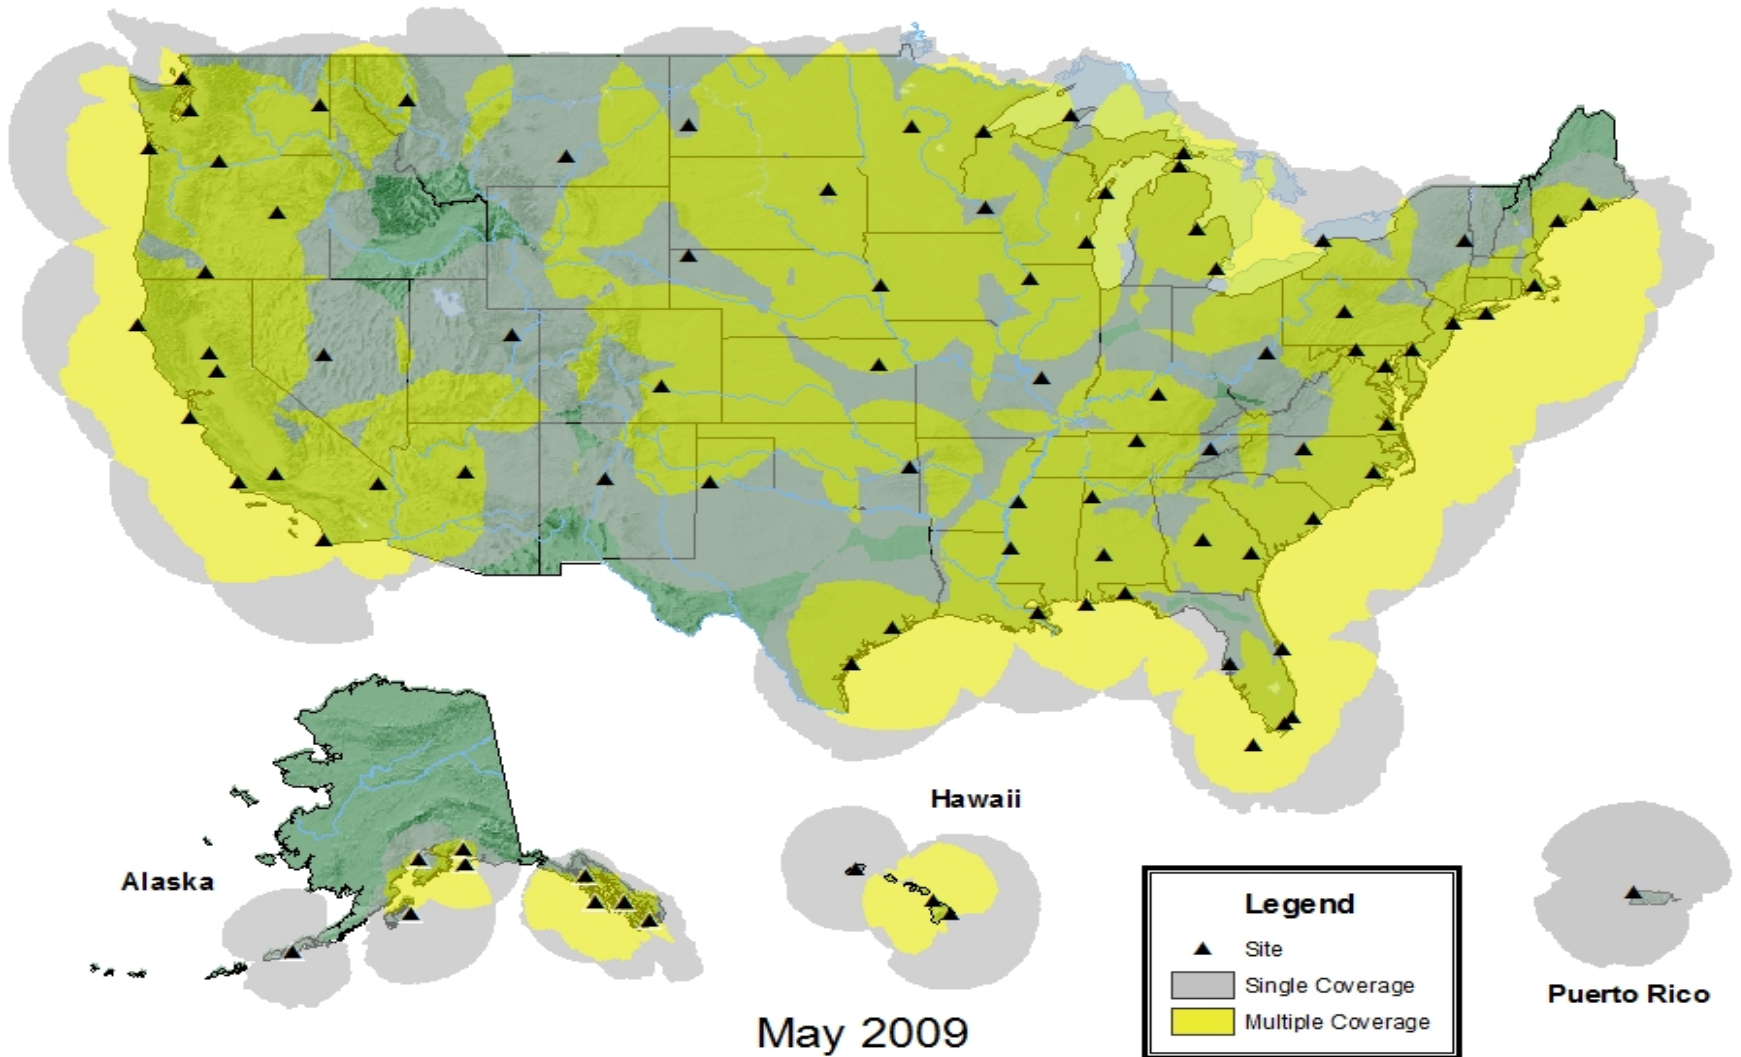 Hawaii
Alaska
Legend
Site
Single Coverage
Multiple Coverage
Puerto Rico
May 2009